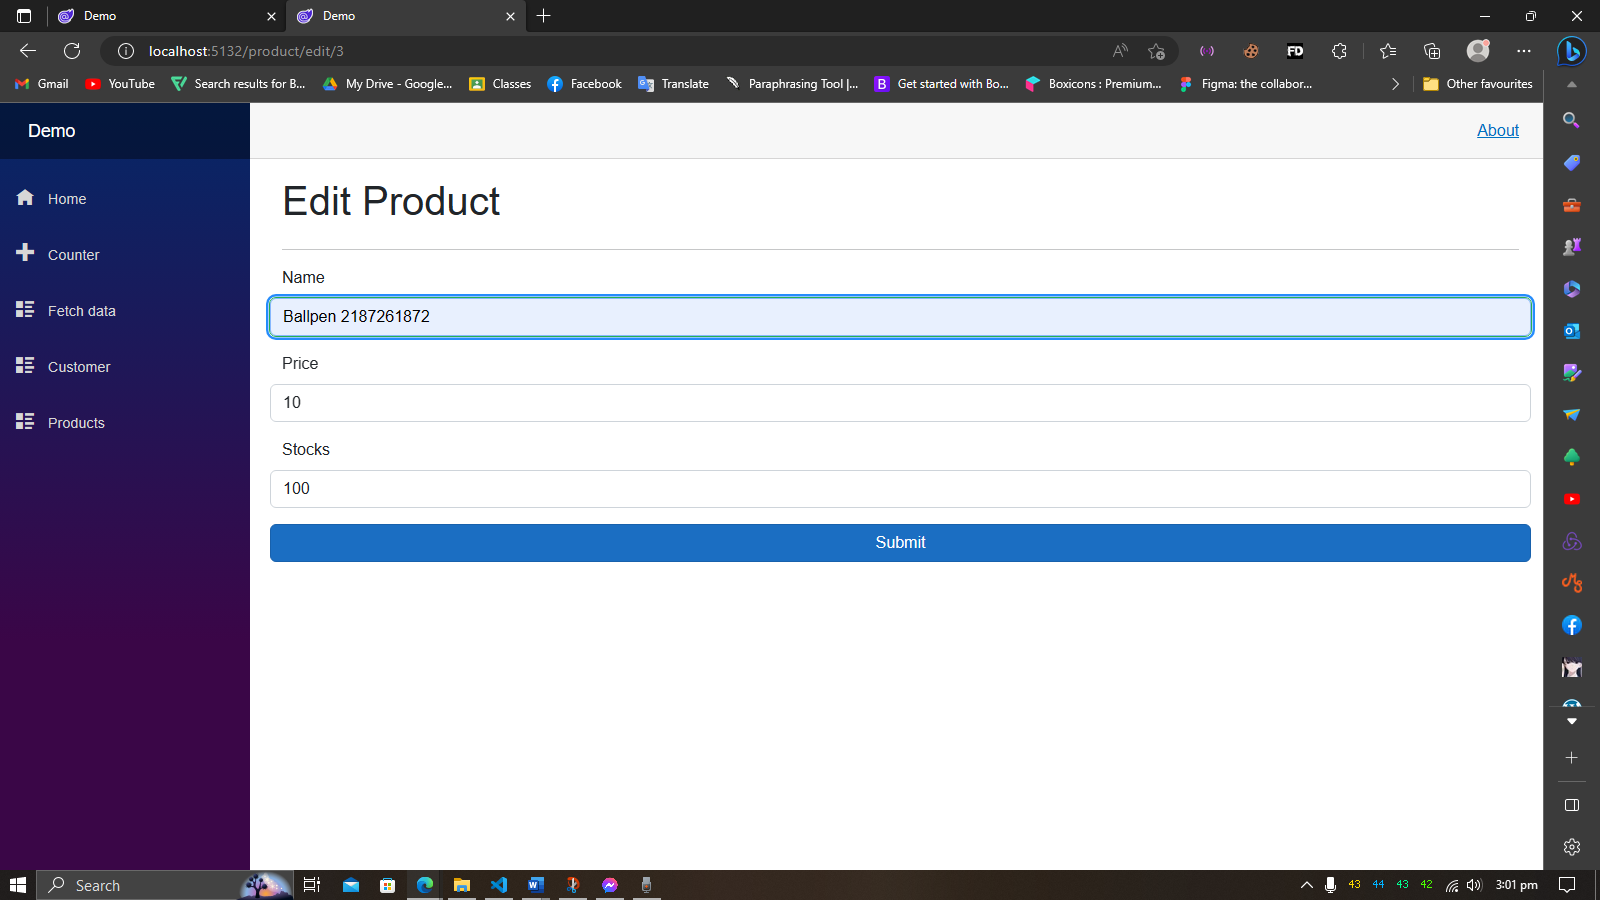 Demo
Demo
localhost:5132/product/edit/3
Gmail
YouTube
Search results for B...
My Drive - Google...
Classes
Facebook
Translate
Paraphrasing Tool |...
Get started with Bo...
Boxicons : Premium...
Figma: the collabor...
Other favourites
Demo
About
Home
Counter
Fetch data
Customer
Products
Edit Product
Name
Ballpen 2187261872
Price
10
Stocks
100
Submit
Search
43 44 43 42
3:01 pm